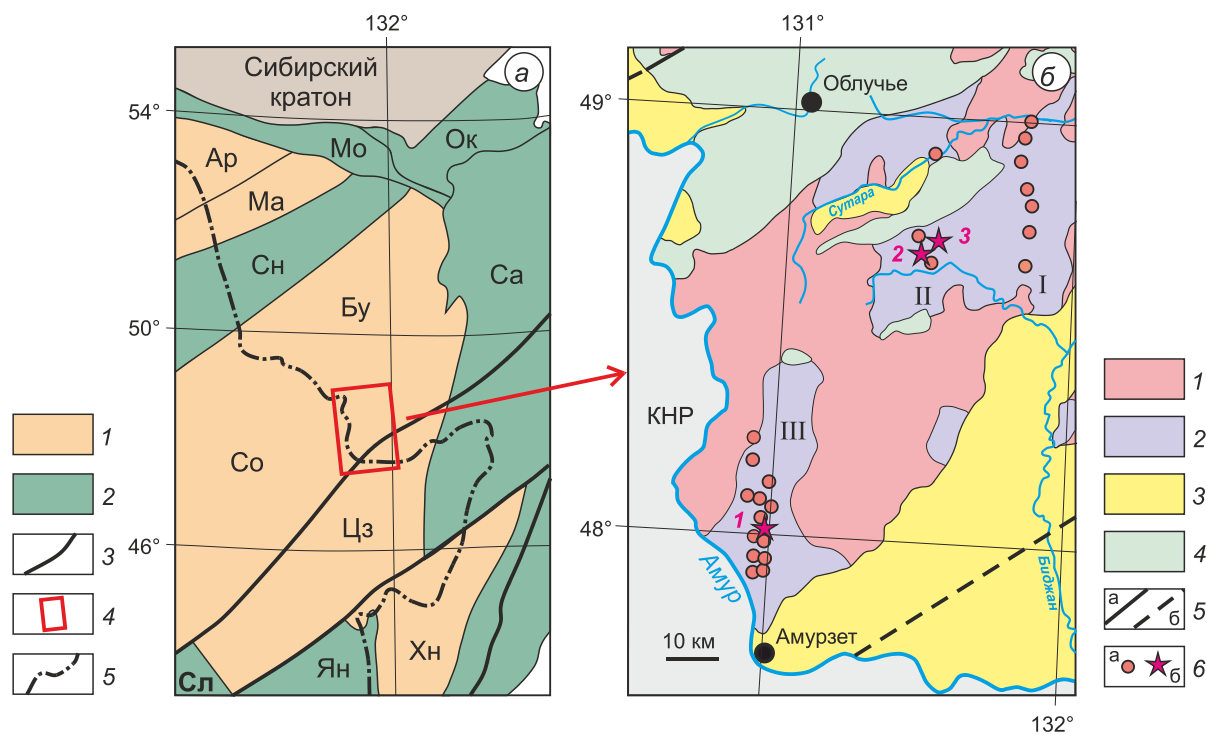 132°
131°
Сибирский
кратон
а
б
54°
49°
Облучье
Ар
Мо
Ок
Ма
Сутара
3
2
Сн
Са
Бу
II
I
50°
КНР
III
1
2
3
4
5
Со
Цз
46°
48°
1
Амур
Биджан
10 км
Амурзет
Ян
Хн
Сл
132°
1
2
3
4
а
б
5
а
б
6